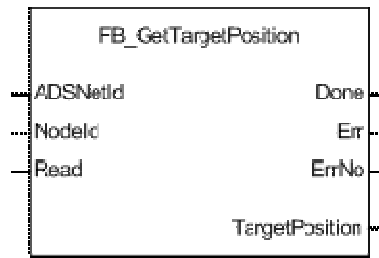 FB_GetTargetPosition
ADSNetId Done
NodeId Err
Read ErrNo
TargetPosition